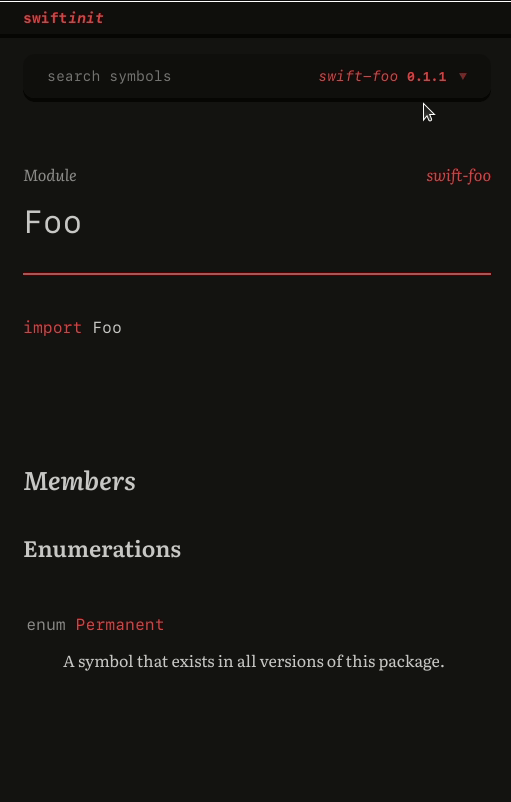 swiftinit
search symbols swift-foo 0.1.1 ▼
Module swift-foo
Foo
import Foo
Members
Enumerations
enum Permanent
A symbol that exists in all versions of this package.